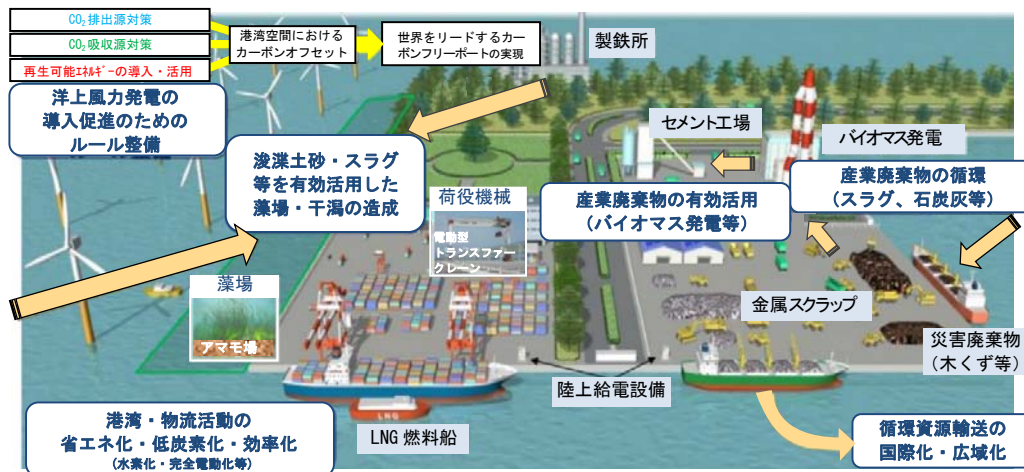 CO₂排出源対策
CO₂吸収源対策
再生可能ｴﾈﾙｷﾞｰの導入・活用
港湾空間における
カーボンオフセット
世界をリードするカー
ボンフリーポートの実現
製鉄所
洋上風力発電の
導入促進のための
ルール整備
セメント工場
バイオマス発電
浚渫土砂・スラグ
等を有効活用した
藻場・干潟の造成
産業廃棄物の循環
（スラグ、石炭灰等）
荷役機械
電動型
トランスファー
クレーン
産業廃棄物の有効活用
（バイオマス発電等）
藻場
アマモ場
金属スクラップ
災害廃棄物
（木くず等）
陸上給電設備
LNG
LNG 燃料船
港湾・物流活動の
省エネ化・低炭素化・効率化
（水素化・完全電動化等）
循環資源輸送の
国際化・広域化